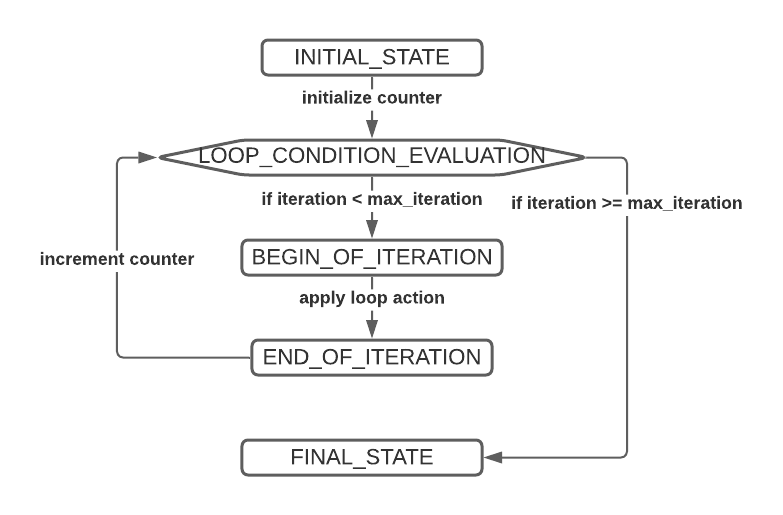 INITIAL_STATE
initialize counter
LOOP_CONDITION_EVALUATION
if iteration < max_iteration
if iteration >= max_iteration
BEGIN_OF_ITERATION
increment counter
apply loop action
END_OF_ITERATION
FINAL_STATE